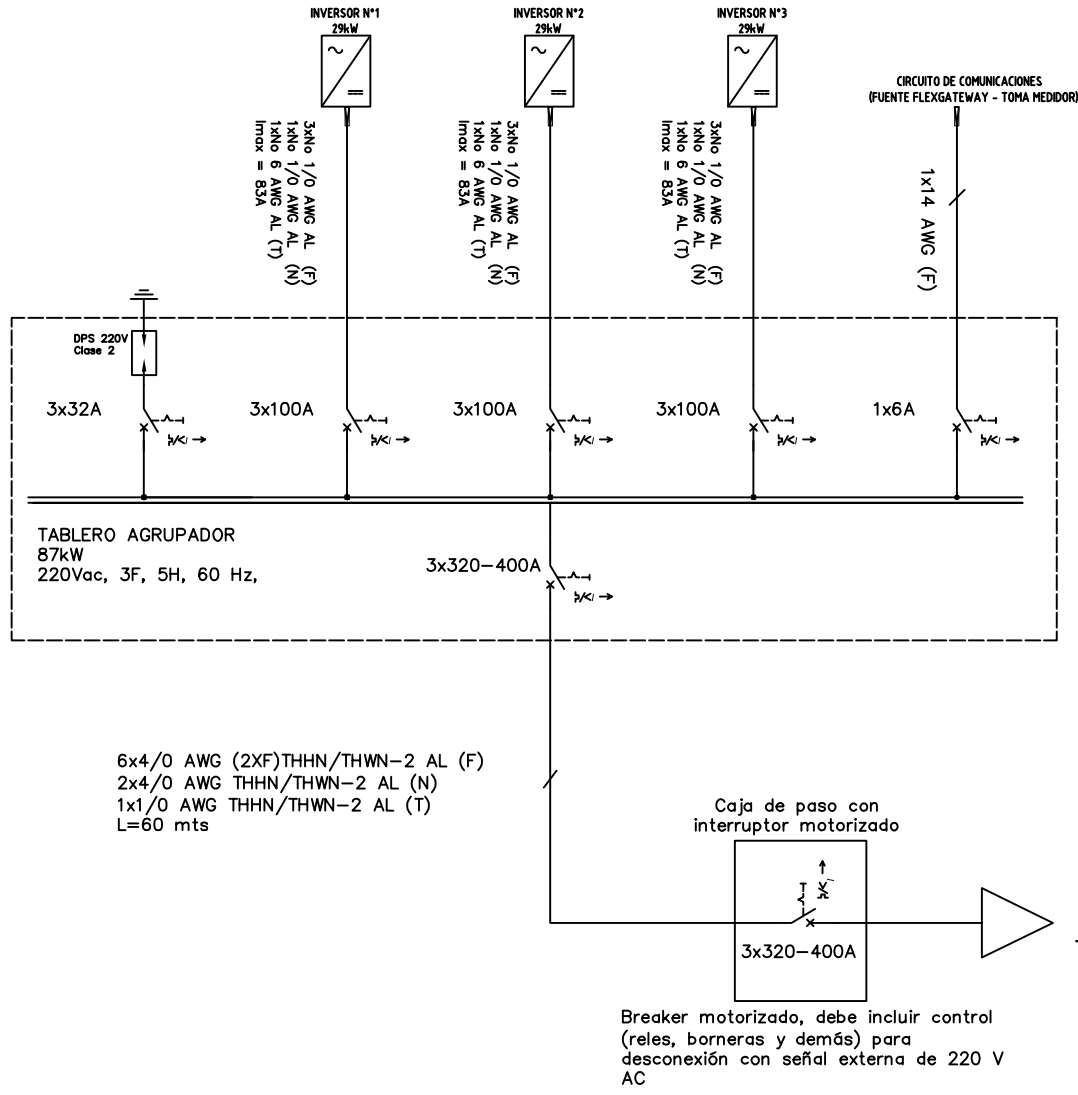 INVERSOR N°1
29kW
INVERSOR N°2
29kW
INVERSOR N°3
29kW
CIRCUITO DE COMUNICACIONES
(FUENTE FLEXGATEWAY - TOMA MEDIDOR)
3xNo 1/0 AWG AL (F)
1xNo 1/0 AWG AL (N)
1xNo 6 AWG AL (T)
Imax = 83A
3xNo 1/0 AWG AL (F)
1xNo 1/0 AWG AL (N)
1xNo 6 AWG AL (T)
Imax = 83A
3xNo 1/0 AWG AL (F)
1xNo 1/0 AWG AL (N)
1xNo 6 AWG AL (T)
Imax = 83A
1x14 AWG (F)
DPS 220V
Clase 2
3x32A
3x100A
3x100A
3x100A
1x6A
TABLERO AGRUPADOR
87kW
220Vac, 3F, 5H, 60 Hz,
3x320-400A
6x4/0 AWG (2XF)THHN/THWN-2 AL (F)
2x4/0 AWG THHN/THWN-2 AL (N)
1x1/0 AWG THHN/THWN-2 AL (T)
L=60 mts
Caja de paso con
interruptor motorizado
3x320-400A
Breaker motorizado, debe incluir control
(reles, borneras y demás) para
desconexión con señal externa de 220 V
AC